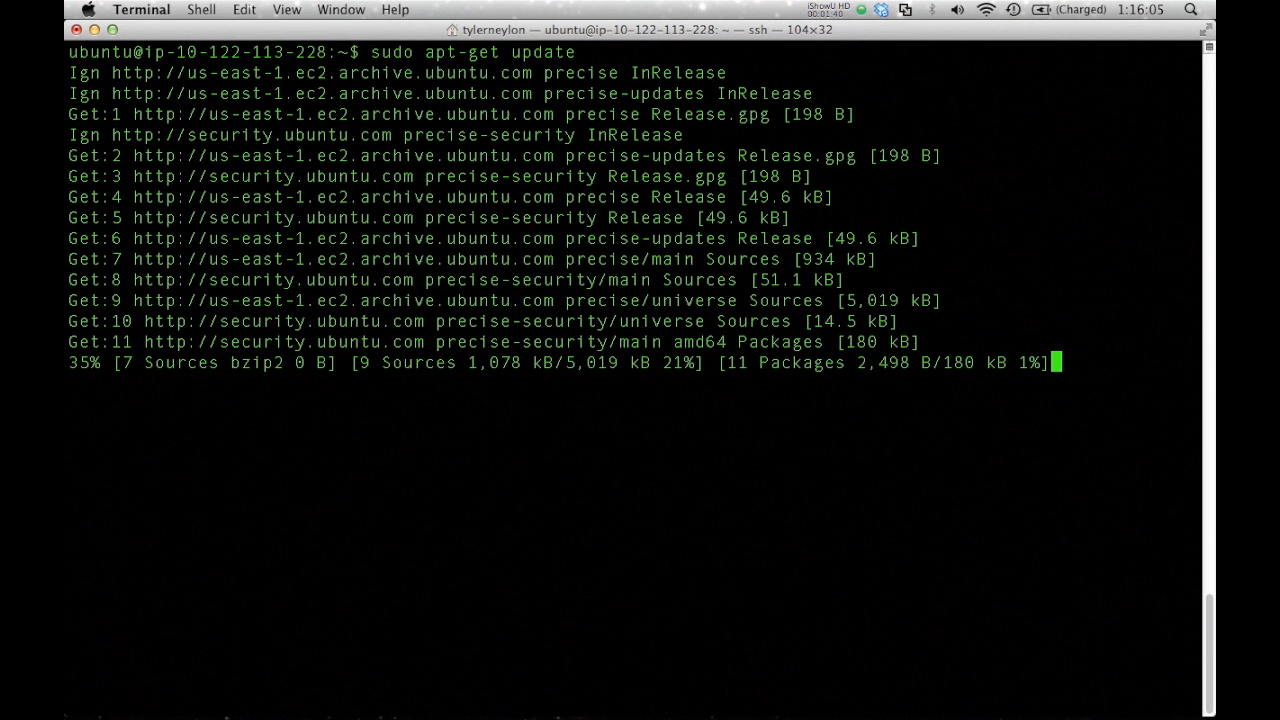 Terminal Shell Edit View Window Help iShowU HD 00:01:40 (Charged) 1:16:05
tylerneylon — ubuntu@ip-10-122-113-228: ~ — ssh — 104×32
ubuntu@ip-10-122-113-228:~$ sudo apt-get update
Ign http://us-east-1.ec2.archive.ubuntu.com precise InRelease
Ign http://us-east-1.ec2.archive.ubuntu.com precise-updates InRelease
Get:1 http://us-east-1.ec2.archive.ubuntu.com precise Release.gpg [198 B]
Ign http://security.ubuntu.com precise-security InRelease
Get:2 http://us-east-1.ec2.archive.ubuntu.com precise-updates Release.gpg [198 B]
Get:3 http://security.ubuntu.com precise-security Release.gpg [198 B]
Get:4 http://us-east-1.ec2.archive.ubuntu.com precise Release [49.6 kB]
Get:5 http://security.ubuntu.com precise-security Release [49.6 kB]
Get:6 http://us-east-1.ec2.archive.ubuntu.com precise-updates Release [49.6 kB]
Get:7 http://us-east-1.ec2.archive.ubuntu.com precise/main Sources [934 kB]
Get:8 http://security.ubuntu.com precise-security/main Sources [51.1 kB]
Get:9 http://us-east-1.ec2.archive.ubuntu.com precise/universe Sources [5,019 kB]
Get:10 http://security.ubuntu.com precise-security/universe Sources [14.5 kB]
Get:11 http://security.ubuntu.com precise-security/main amd64 Packages [180 kB]
35% [7 Sources bzip2 0 B] [9 Sources 1,078 kB/5,019 kB 21%] [11 Packages 2,498 B/180 kB 1%]